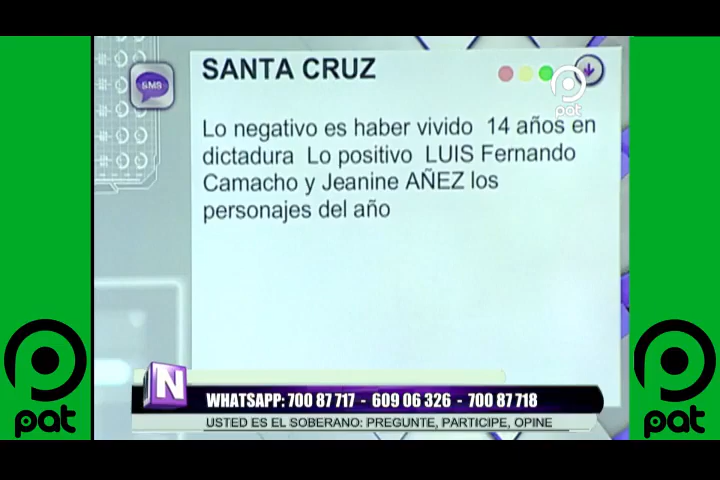 SANTA CRUZ
SMS
pat
Lo negativo es haber vivido 14 años en
dictadura Lo positivo LUIS Fernando
Camacho y Jeanine AÑEZ los
personajes del año
N
WHATSAPP: 700 87 717 - 609 06 326 - 700 87 718
USTED ES EL SOBERANO: PREGUNTE, PARTICIPE, OPINE
pat
pat